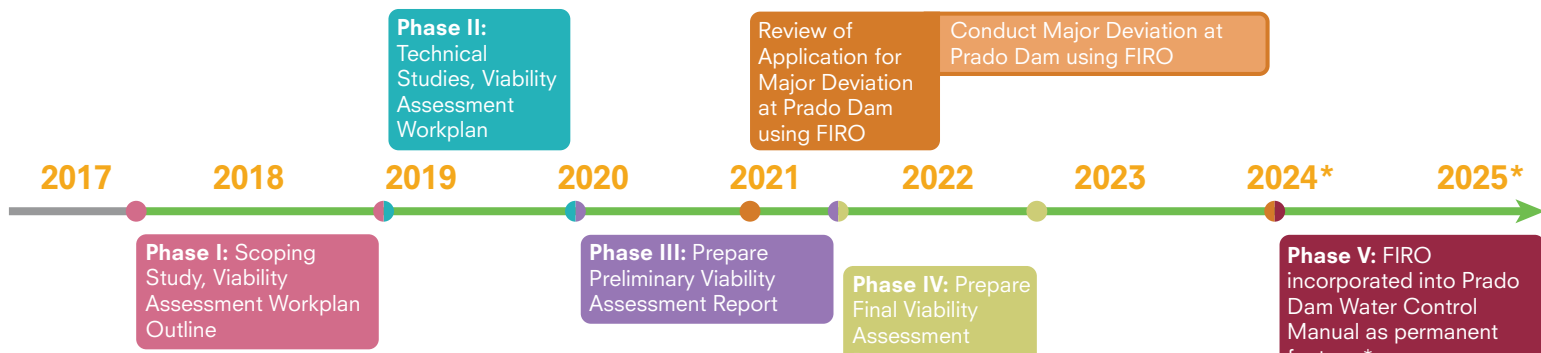 Phase II:
Technical
Studies, Viability
Assessment
Workplan
Review of
Application for
Major Deviation
at Prado Dam
using FIRO
Conduct Major Deviation at
Prado Dam using FIRO
2017 2018 2019 2020 2021 2022 2023 2024* 2025*
Phase I: Scoping
Study, Viability
Assessment Workplan
Outline
Phase III: Prepare
Preliminary Viability
Assessment Report
Phase IV: Prepare
Final Viability
Assessment
Phase V: FIRO
incorporated into Prado
Dam Water Control
Manual as permanent